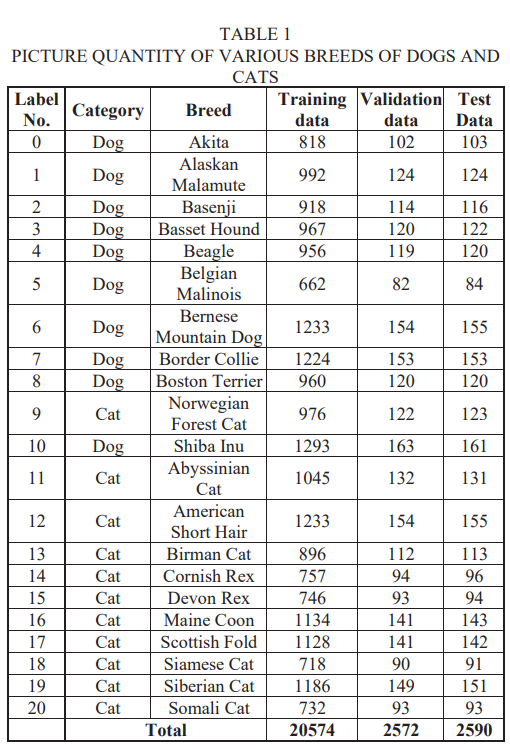 TABLE 1
PICTURE QUANTITY OF VARIOUS BREEDS OF DOGS AND
CATS
Label No. Category Breed Training data Validation data Test Data
0 Dog Akita 818 102 103
1 Dog Alaskan Malamute 992 124 124
2 Dog Basenji 918 114 116
3 Dog Basset Hound 967 120 122
4 Dog Beagle 956 119 120
5 Dog Belgian Malinois 662 82 84
6 Dog Bernese Mountain Dog 1233 154 155
7 Dog Border Collie 1224 153 153
8 Dog Boston Terrier 960 120 120
9 Cat Norwegian Forest Cat 976 122 123
10 Dog Shiba Inu 1293 163 161
11 Cat Abyssinian Cat 1045 132 131
12 Cat American Short Hair 1233 154 155
13 Cat Birman Cat 896 112 113
14 Cat Cornish Rex 757 94 96
15 Cat Devon Rex 746 93 94
16 Cat Maine Coon 1134 141 143
17 Cat Scottish Fold 1128 141 142
18 Cat Siamese Cat 718 90 91
19 Cat Siberian Cat 1186 149 151
20 Cat Somali Cat 732 93 93
Total 20574 2572 2590